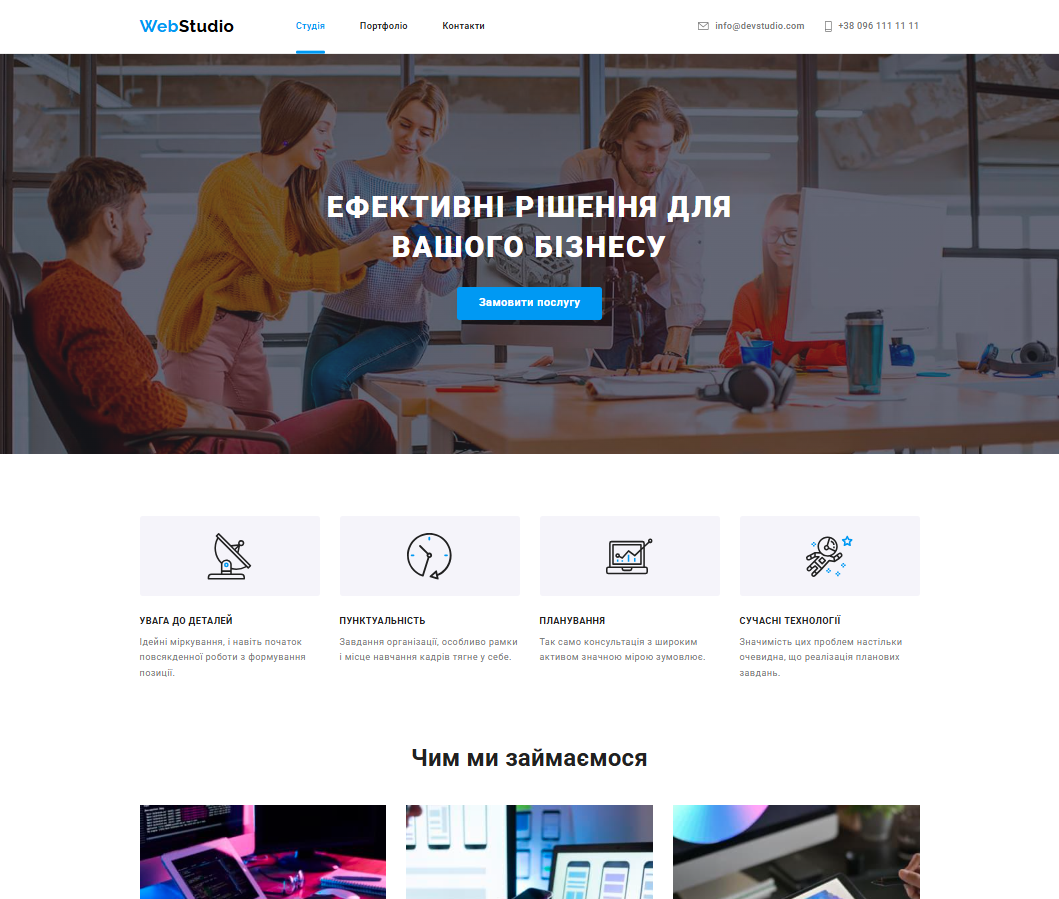 WebStudio
Студія
Портфоліо
Контакти
info@devstudio.com
+38 096 111 11 11
ЕФЕКТИВНІ РІШЕННЯ ДЛЯ
ВАШОГО БІЗНЕСУ
Замовити послугу
УВАГА ДО ДЕТАЛЕЙ
Ідейні міркування, і навіть початок
повсякденної роботи з формування
позиції.
ПУНКТУАЛЬНІСТЬ
Завдання організації, особливо рамки
і місце навчання кадрів тягне у себе.
ПЛАНУВАННЯ
Так само консультація з широким
активом значною мірою зумовлює.
СУЧАСНІ ТЕХНОЛОГІЇ
Значимість цих проблем настільки
очевидна, що реалізація планових
завдань.
Чим ми займаємося